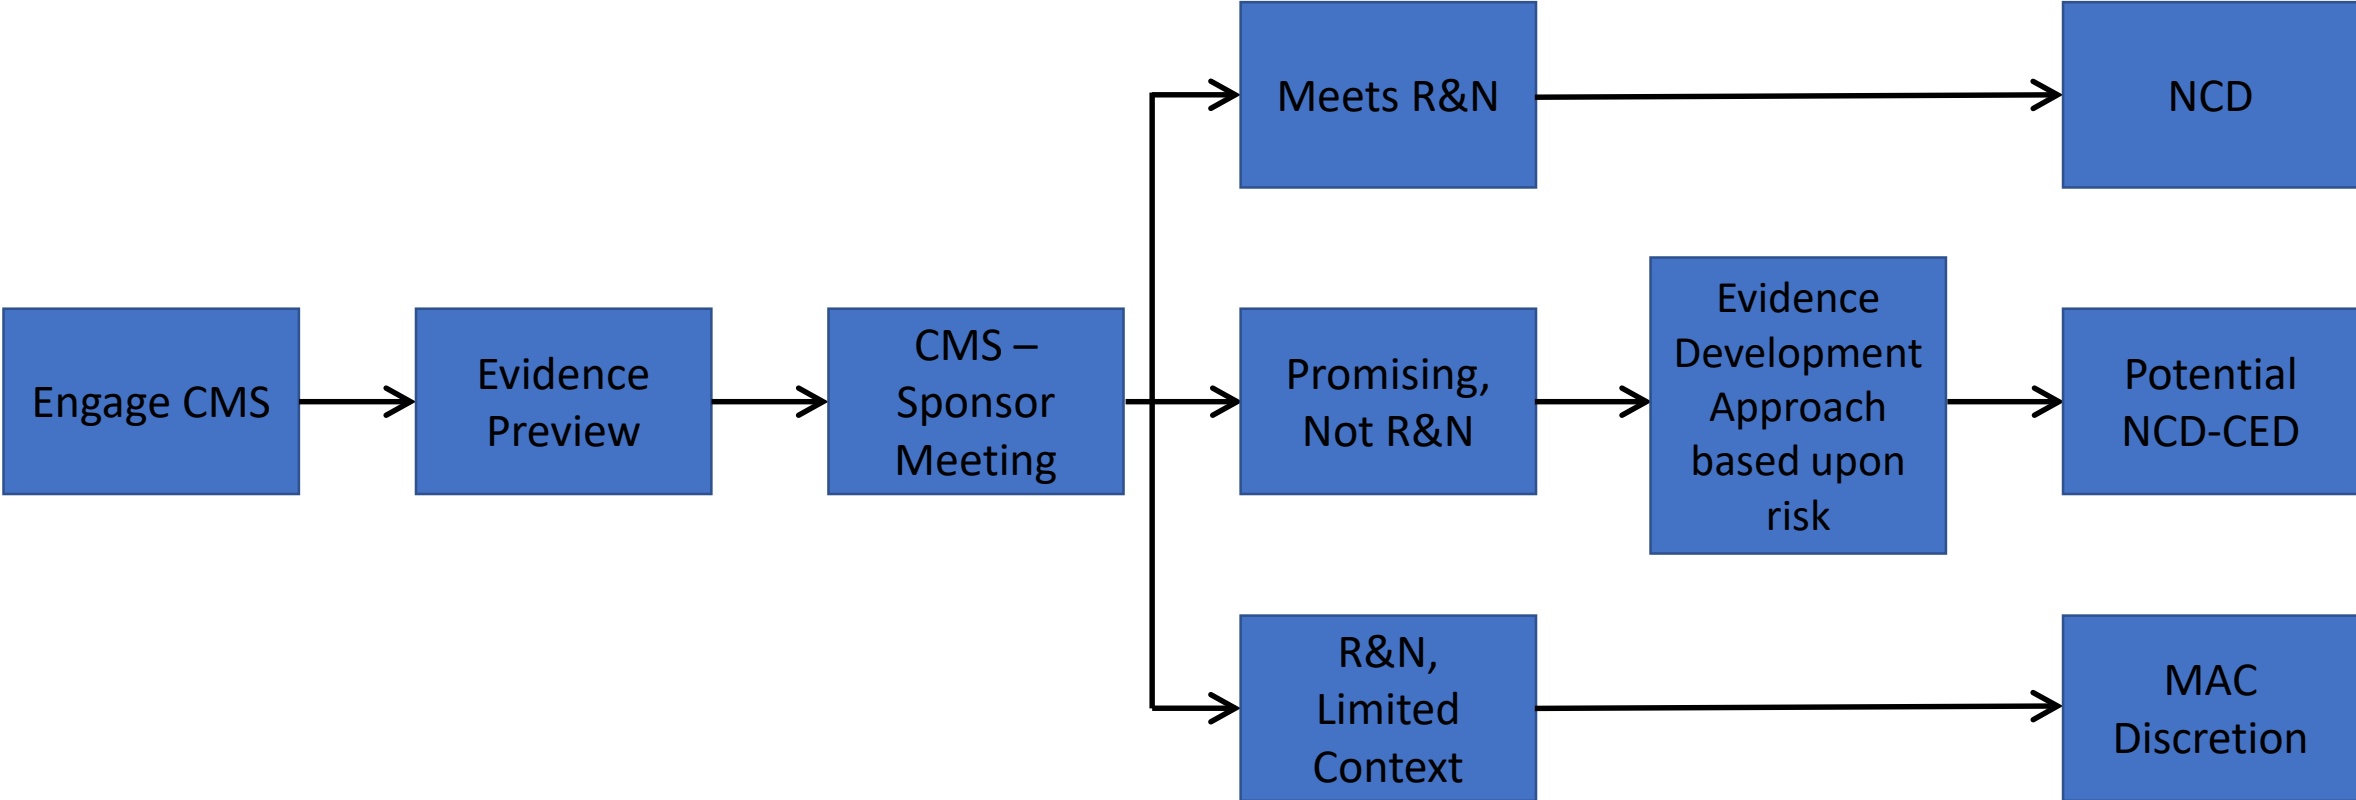 Meets R&N
NCD
Engage CMS
Evidence
Preview
CMS –
Sponsor
Meeting
Promising,
Not R&N
Evidence
Development
Approach
based upon
risk
Potential
NCD-CED
R&N,
Limited
Context
MAC
Discretion